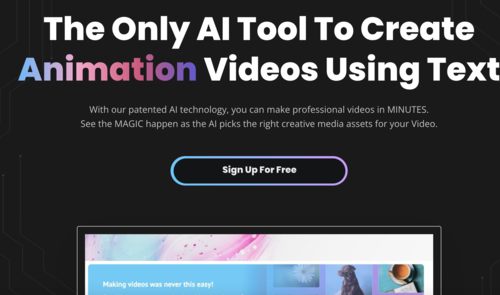 The Only AI Tool To Create
Animation Videos Using Text
With our patented AI technology, you can make professional videos in MINUTES.
See the MAGIC happen as the AI picks the right creative media assets for your Video.
Sign Up For Free
Making videos was never this easy!